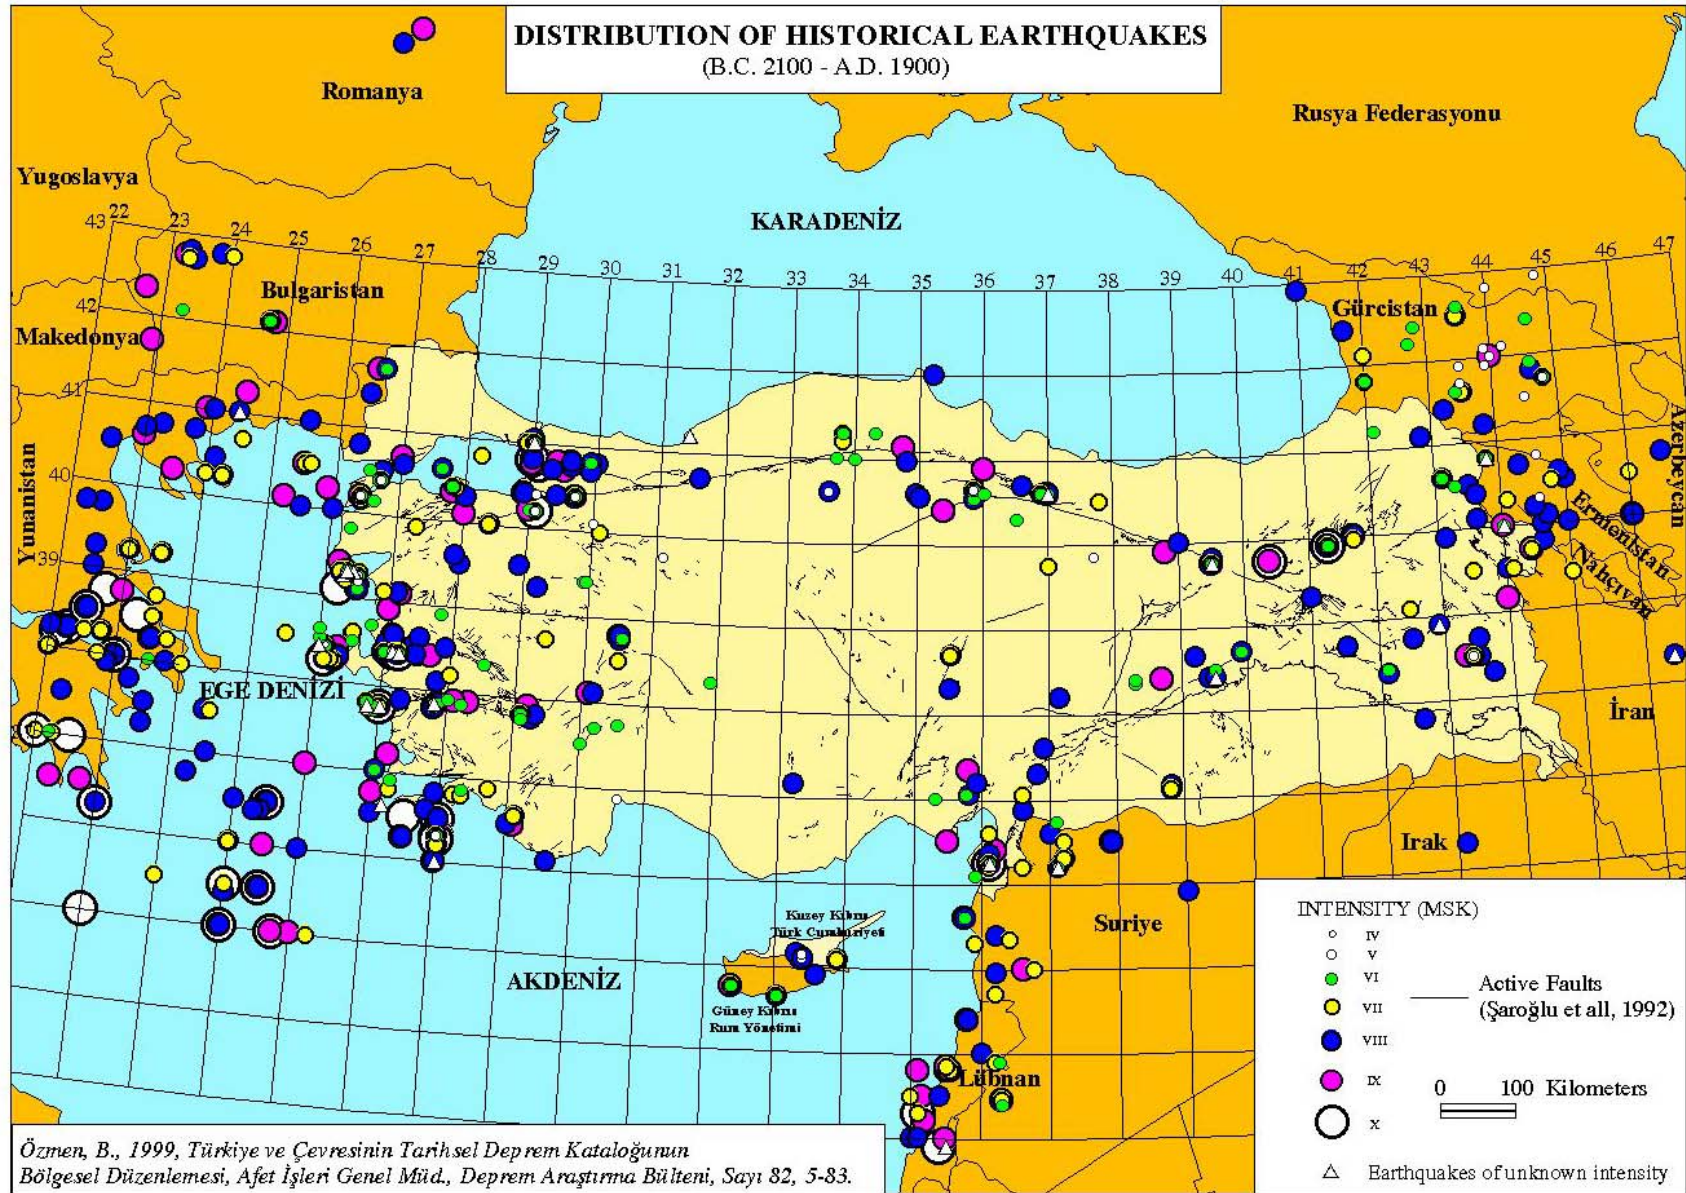 DISTRIBUTION OF HISTORICAL EARTHQUAKES
(B.C. 2100 - A.D. 1900)
Romanya
Rusya Federasyonu
Yugoslavya
KARADENİZ
43 22 23 24 25 26 27 28 29 30 31 32 33 34 35 36 37 38 39 40 41 42 43 44 45 46 47
Bulgaristan
42
Gürcistan
Makedonya
41
Azerbeycan
Yunanistan
40
Ermenistan
Nahçıvan
39
EGE DENİZİ
İran
Irak
Suriye
Kuzey Kıbrıs
Türk Cumhuriyeti
AKDENİZ
Güney Kıbrıs
Rum Yönetimi
Lübnan
INTENSITY (MSK)
IV
V
VI
VII
VIII
IX
X
Active Faults
(Şaroğlu et all, 1992)
0 100 Kilometers
Earthquakes of unknown intensity
Özmen, B., 1999, Türkiye ve Çevresinin Tarihsel Deprem Kataloğunun
Bölgesel Düzenlemesi, Afet İşleri Genel Müd., Deprem Araştırma Bülteni, Sayı 82, 5-83.